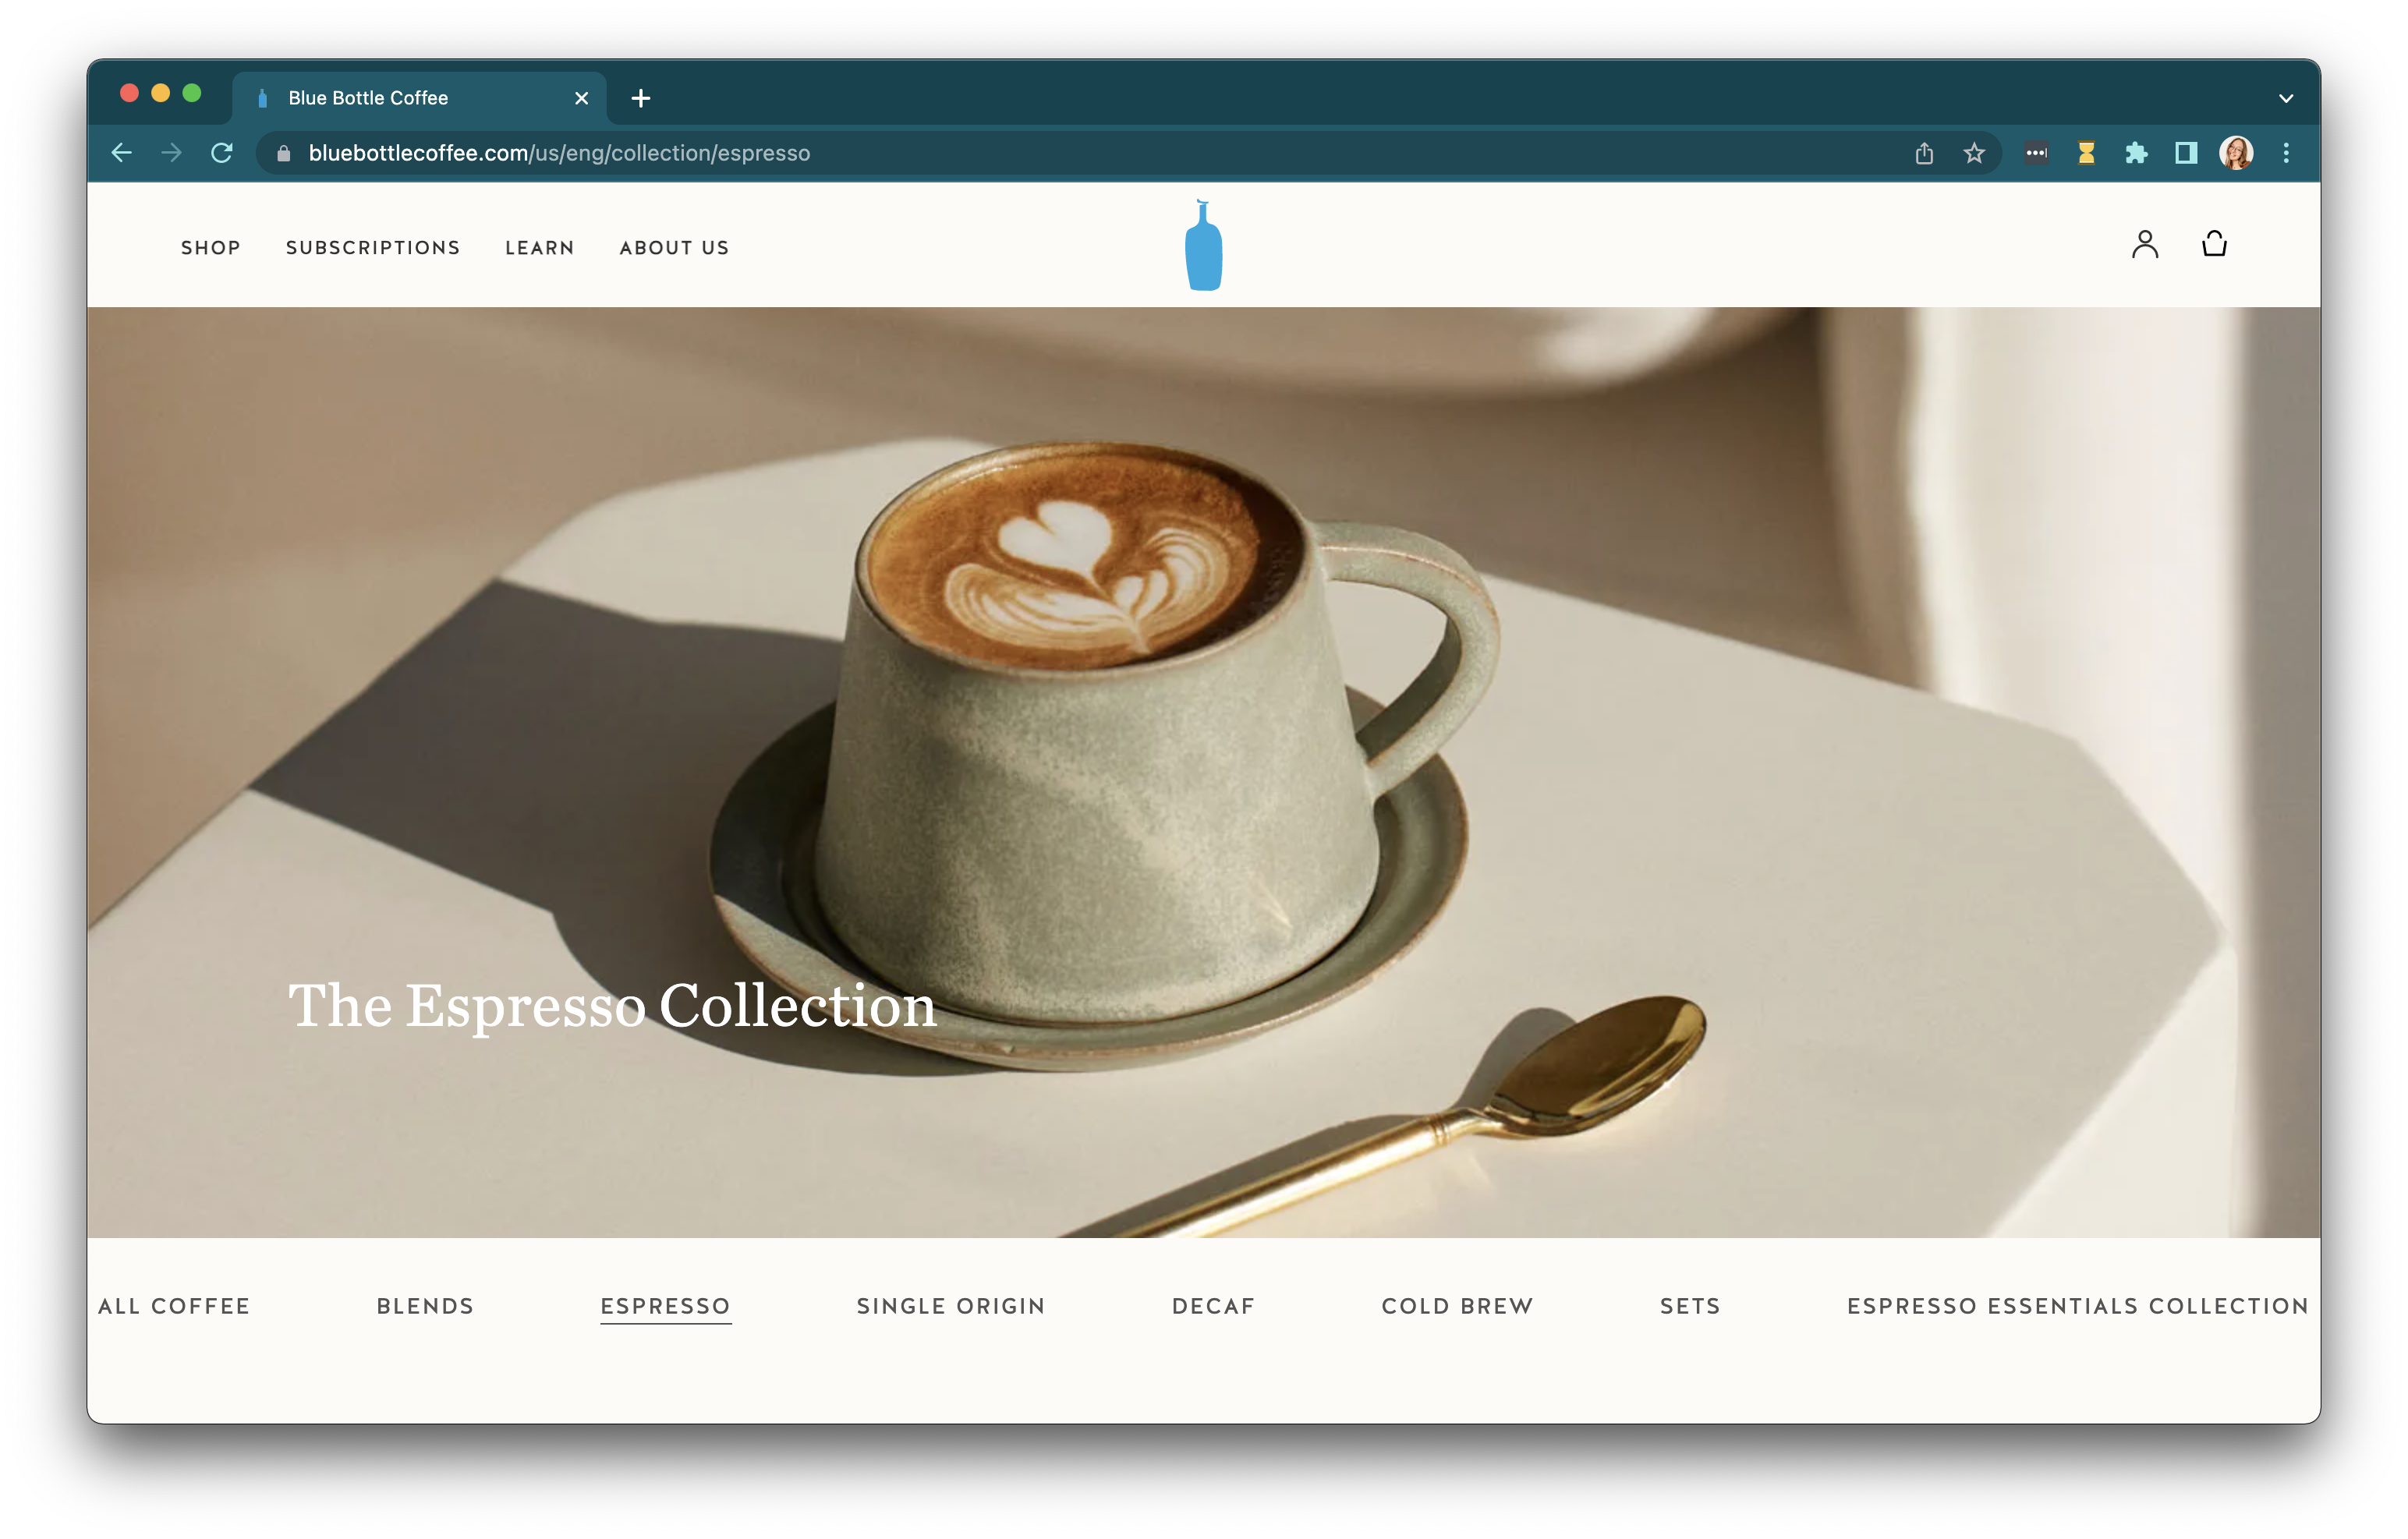 Blue Bottle Coffee
bluebottlecoffee.com/us/eng/collection/espresso
SHOP SUBSCRIPTIONS LEARN ABOUT US
The Espresso Collection
ALL COFFEE BLENDS ESPRESSO SINGLE ORIGIN DECAF COLD BREW SETS ESPRESSO ESSENTIALS COLLECTION